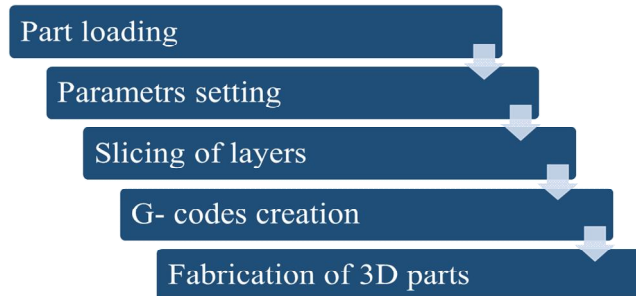 Part loading
Parametrs setting
Slicing of layers
G- codes creation
Fabrication of 3D parts